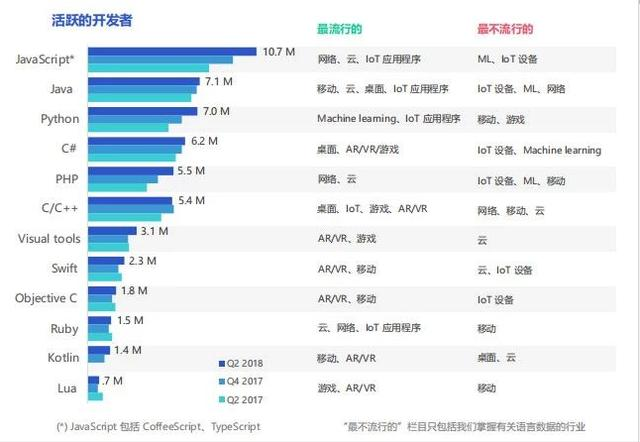 活跃的开发者 最流行的 最不流行的
JavaScript* 10.7 M 网络、云、IoT 应用程序 ML、IoT 设备
Java 7.1 M 移动、云、桌面、IoT 应用程序 IoT 设备、ML、网络
Python 7.0 M Machine learning、IoT 应用程序 移动、游戏
C# 6.2 M 桌面、AR/VR/游戏 IoT 设备、Machine learning
PHP 5.5 M 网络、云 IoT 设备、ML、移动
C/C++ 5.4 M 桌面、IoT、游戏、AR/VR 网络、移动、云
Visual tools 3.1 M AR/VR、游戏 云
Swift 2.3 M AR/VR、移动 云、IoT 设备
Objective C 1.8 M AR/VR、移动 IoT 设备
Ruby 1.5 M 云、网络、IoT 应用程序 移动
Kotlin 1.4 M 移动、AR/VR 桌面、云
Lua .7 M 游戏、AR/VR 移动
Q2 2018
Q4 2017
Q2 2017
(*) JavaScript 包括 CoffeeScript、TypeScript “最不流行的” 栏目只包括我们掌握有关语言数据的行业